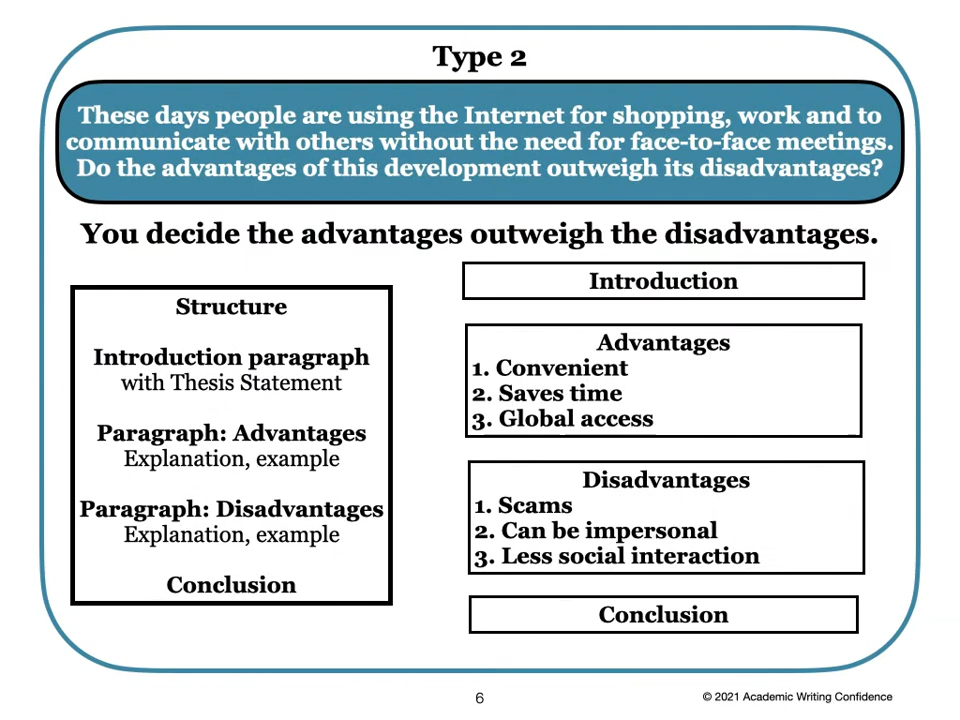 Type 2
These days people are using the Internet for shopping, work and to
communicate with others without the need for face-to-face meetings.
Do the advantages of this development outweigh its disadvantages?
You decide the advantages outweigh the disadvantages.
Structure
Introduction paragraph
with Thesis Statement
Paragraph: Advantages
Explanation, example
Paragraph: Disadvantages
Explanation, example
Conclusion
Introduction
Advantages
1. Convenient
2. Saves time
3. Global access
Disadvantages
1. Scams
2. Can be impersonal
3. Less social interaction
Conclusion
6
© 2021 Academic Writing Confidence